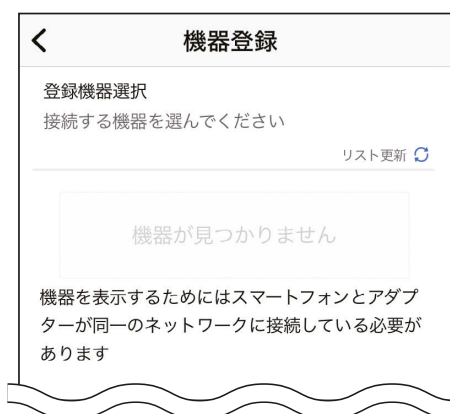 機器登録
登録機器選択
接続する機器を選んでください
リスト更新
機器が見つかりません
機器を表示するためにはスマートフォンとアダプ
ターが同一のネットワークに接続している必要が
あります